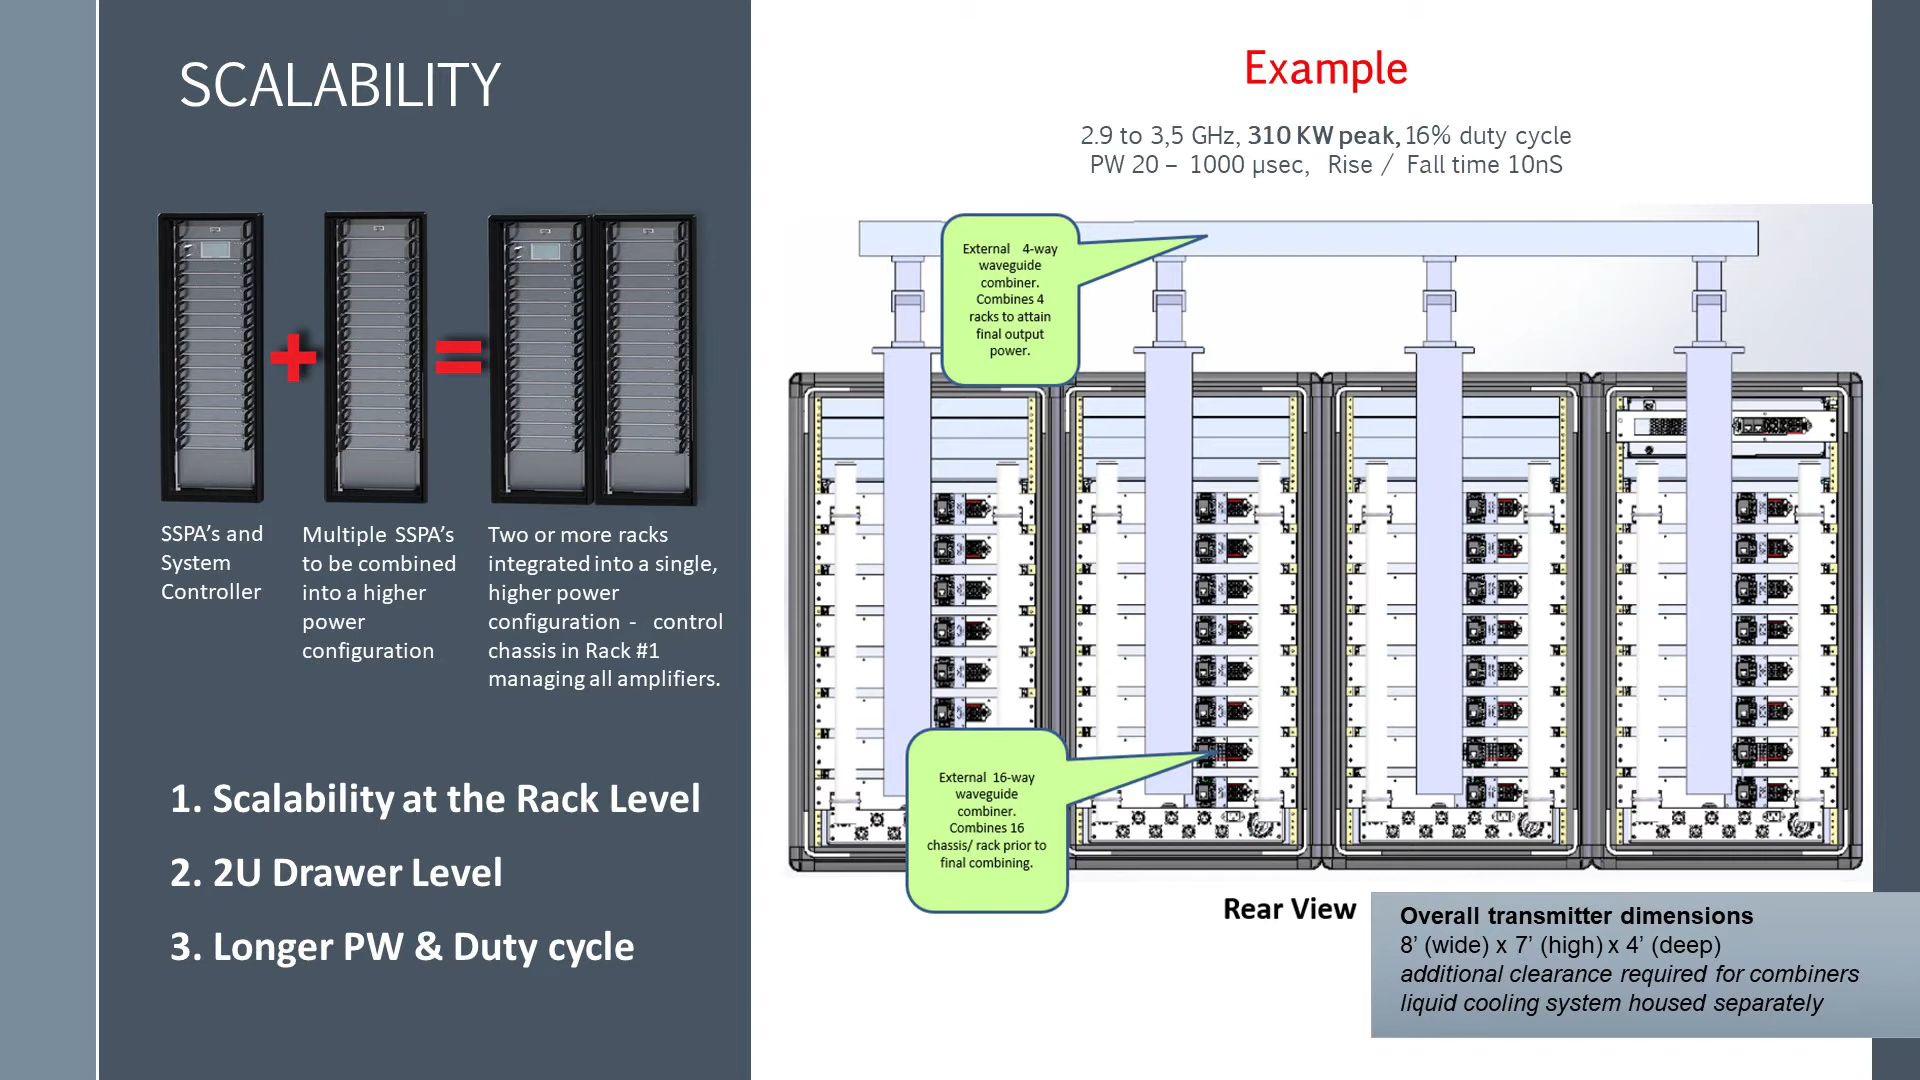 SCALABILITY
SSPA's and
System
Controller
Multiple SSPA's
to be combined
into a higher
power
configuration
Two or more racks
integrated into a single,
higher power
configuration - control
chassis in Rack #1
managing all amplifiers.
1. Scalability at the Rack Level
2. 2U Drawer Level
3. Longer PW & Duty cycle
Example
2.9 to 3,5 GHz, 310 KW peak, 16% duty cycle
PW 20 – 1000 µsec, Rise / Fall time 10nS
External 4-way
waveguide
combiner.
Combines 4
racks to attain
final output
power.
External 16-way
waveguide
combiner.
Combines 16
chassis/ rack prior to
final combining.
Rear View
Overall transmitter dimensions
8' (wide) x 7' (high) x 4' (deep)
additional clearance required for combiners
liquid cooling system housed separately